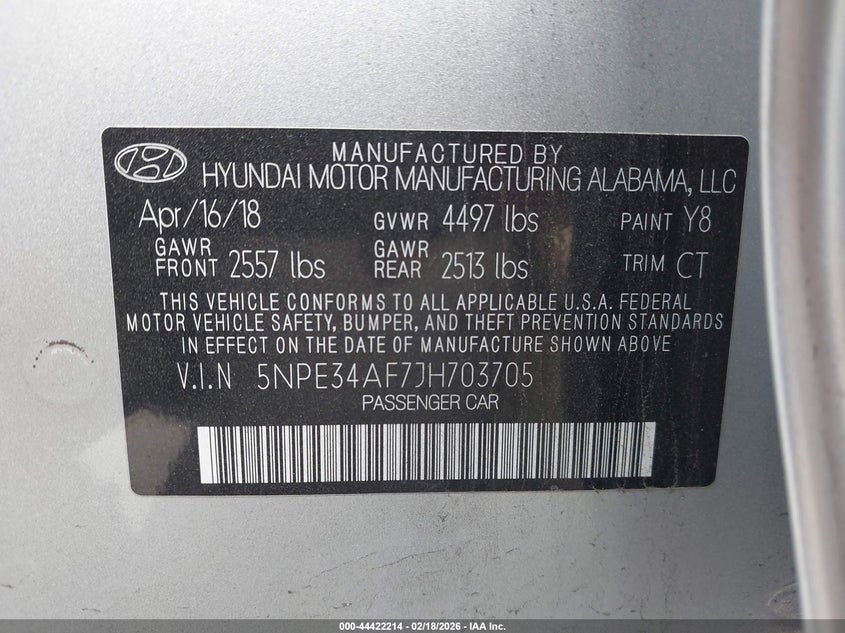 MANUFACTURED BY
HYUNDAI MOTOR MANUFACTURING ALABAMA, LLC
Apr/16/18 GVWR 4497 lbs PAINT Y8
GAWR FRONT 2557 lbs GAWR REAR 2513 lbs TRIM CT
THIS VEHICLE CONFORMS TO ALL APPLICABLE U.S.A. FEDERAL
MOTOR VEHICLE SAFETY, BUMPER, AND THEFT PREVENTION STANDARDS
IN EFFECT ON THE DATE OF MANUFACTURE SHOWN ABOVE.
V.I.N 5NPE34AF7JH703705
PASSENGER CAR
000-44422214 - 02/18/2026 - IAA Inc.